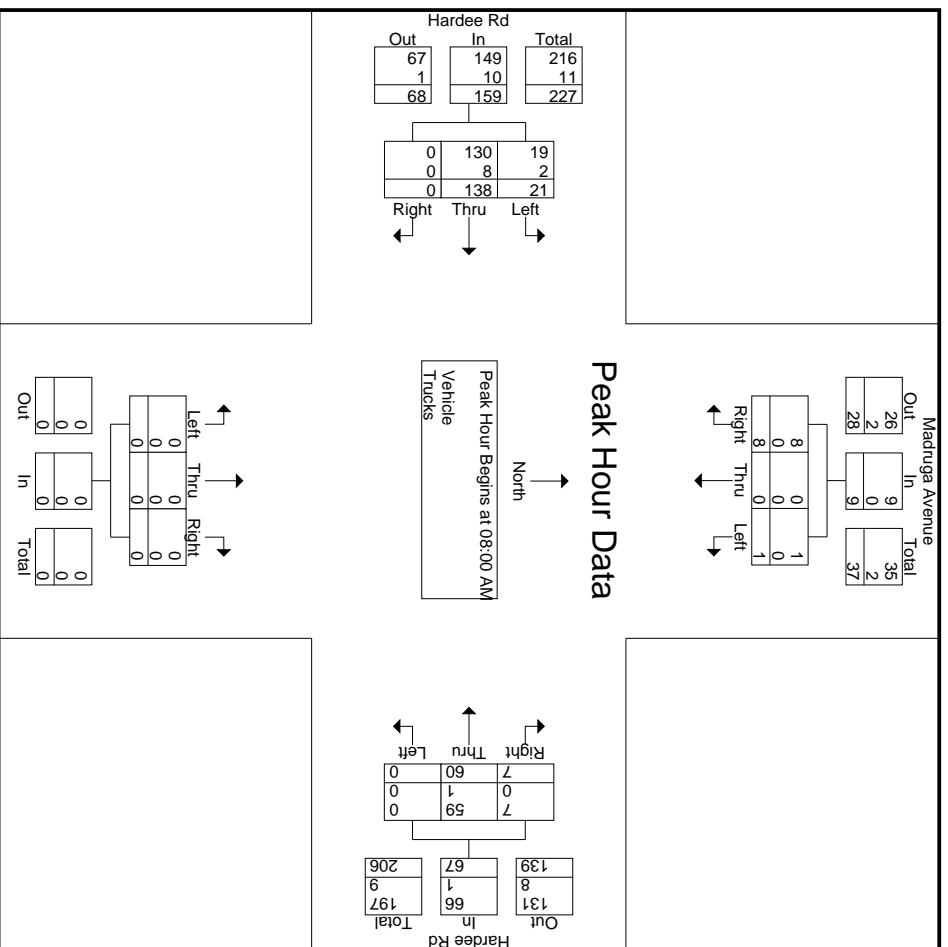 Hardee Rd
Out In Total
67 149 216
1 10 11
68 159 227
0 130 19
0 8 2
0 138 21
Right Thru Left
Peak Hour Data
North
Peak Hour Begins at 08:00 AM
Vehicle
Trucks
Madruga Avenue
Out In Total
26 9 35
2 0 2
28 9 37
8 0 1
0 0 0
8 0 1
Right Thru Left
Left Thru Right
0 0 0
0 0 0
0 0 0
0 0 0
0 0 0
0 0 0
Out In Total
Hardee Rd
Out In Total
131 66 197
8 1 9
139 67 206
7 59 0
0 1 0
7 60 0
Right Thru Left